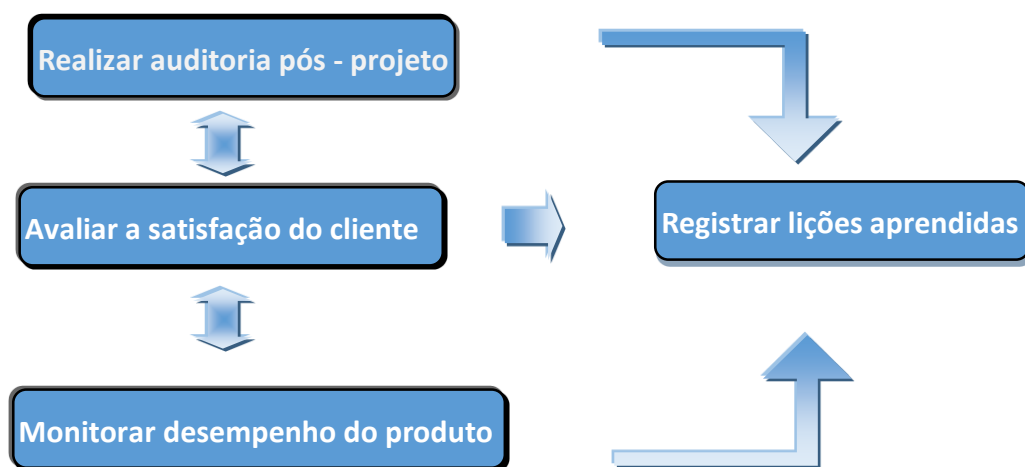 Realizar auditoria pós - projeto
Avaliar a satisfação do cliente
Registrar lições aprendidas
Monitorar desempenho do produto